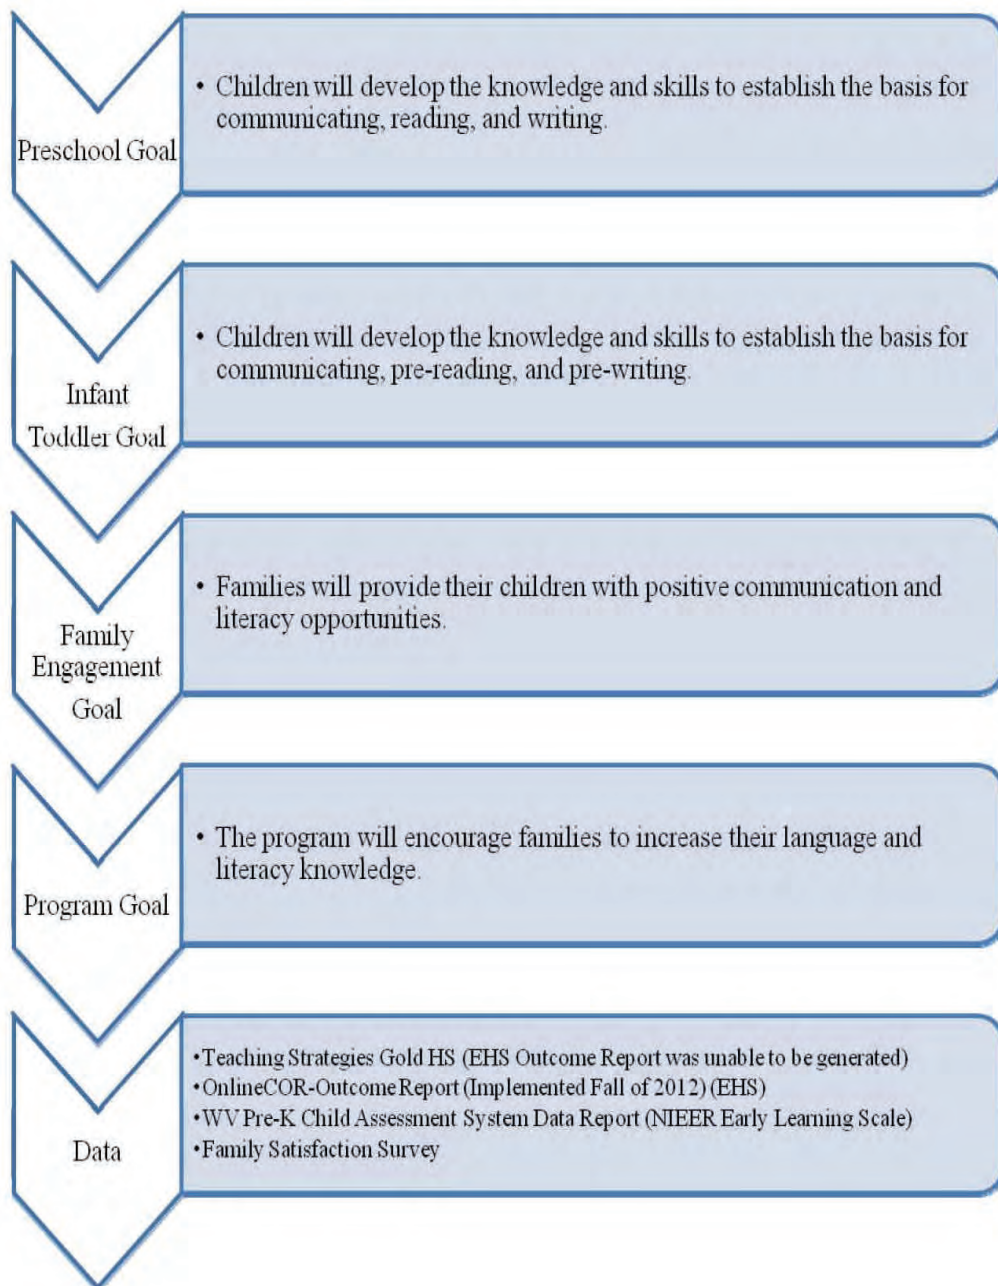 Preschool Goal
• Children will develop the knowledge and skills to establish the basis for
communicating, reading, and writing.
Infant
Toddler Goal
• Children will develop the knowledge and skills to establish the basis for
communicating, pre-reading, and pre-writing.
Family
Engagement
Goal
• Families will provide their children with positive communication and
literacy opportunities.
Program Goal
• The program will encourage families to increase their language and
literacy knowledge.
Data
•Teaching Strategies Gold HS (EHS Outcome Report was unable to be generated)
•OnlineCOR-Outcome Report (Implemented Fall of 2012) (EHS)
•WV Pre-K Child Assessment System Data Report (NIEER Early Learning Scale)
•Family Satisfaction Survey